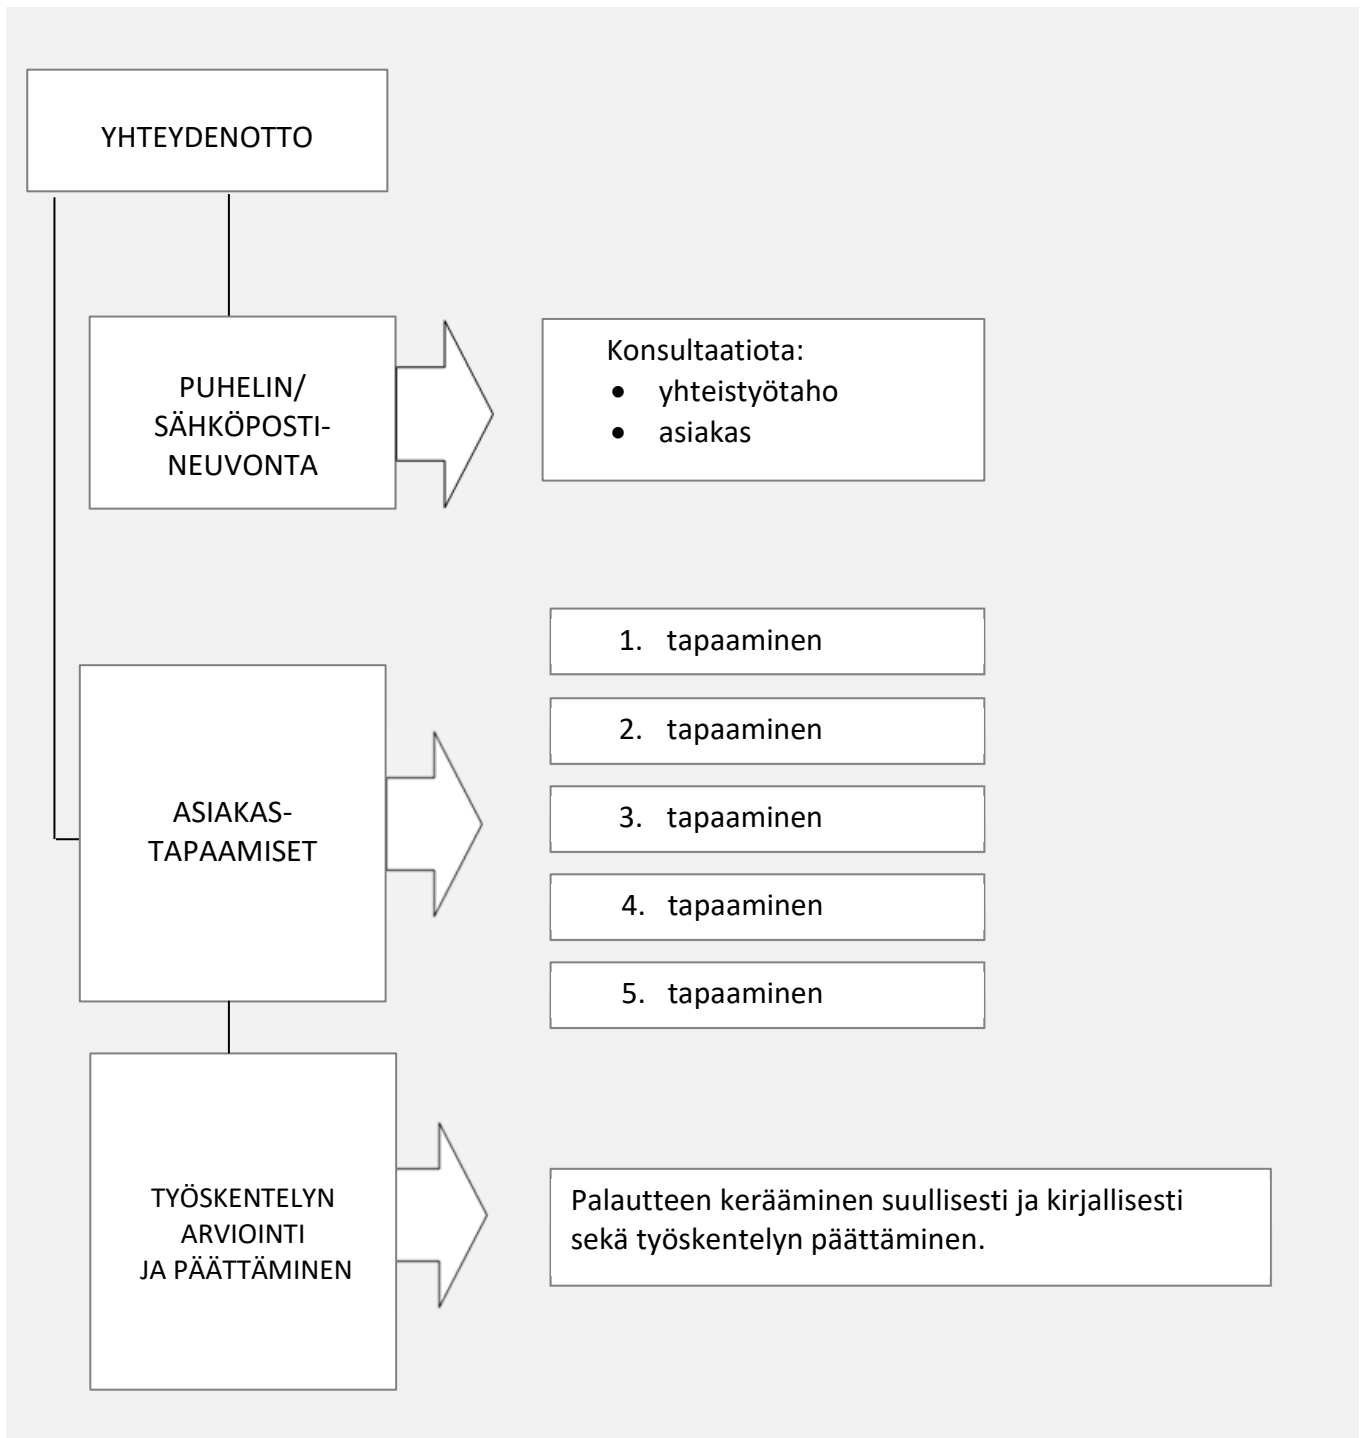 YHTEYDENOTTO
PUHELIN/
SÄHKÖPOSTI-
NEUVONTA
Konsultaatiota:
• yhteistyötaho
• asiakas
ASIAKAS-
TAPAAMISET
1. tapaaminen
2. tapaaminen
3. tapaaminen
4. tapaaminen
5. tapaaminen
TYÖSKENTELYN
ARVIOINTI
JA PÄÄTTÄMINEN
Palautteen kerääminen suullisesti ja kirjallisesti
sekä työskentelyn päättäminen.